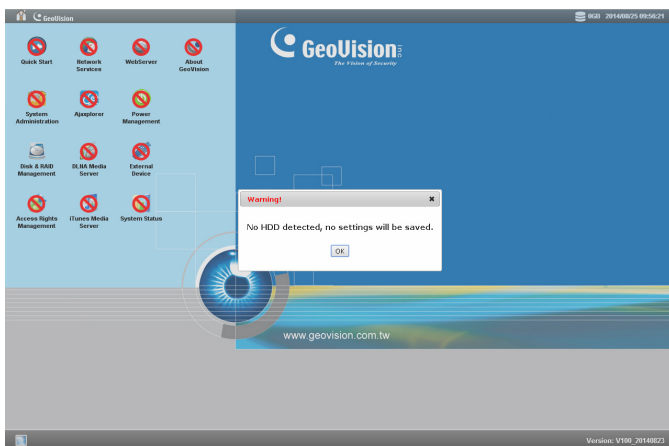 GeoVision
0GB 2014/08/25 09:56:21
GeoVision Inc
The Vision of Security
Quick Start
Network
Services
WebServer
About
GeoVision
System
Administration
Ajaxplorer
Power
Management
Disk & RAID
Management
DLNA Media
Server
External
Device
Access Rights
Management
iTunes Media
Server
System Status
Warning!
No HDD detected, no settings will be saved.
OK
www.geovision.com.tw
Version: V100_20140823